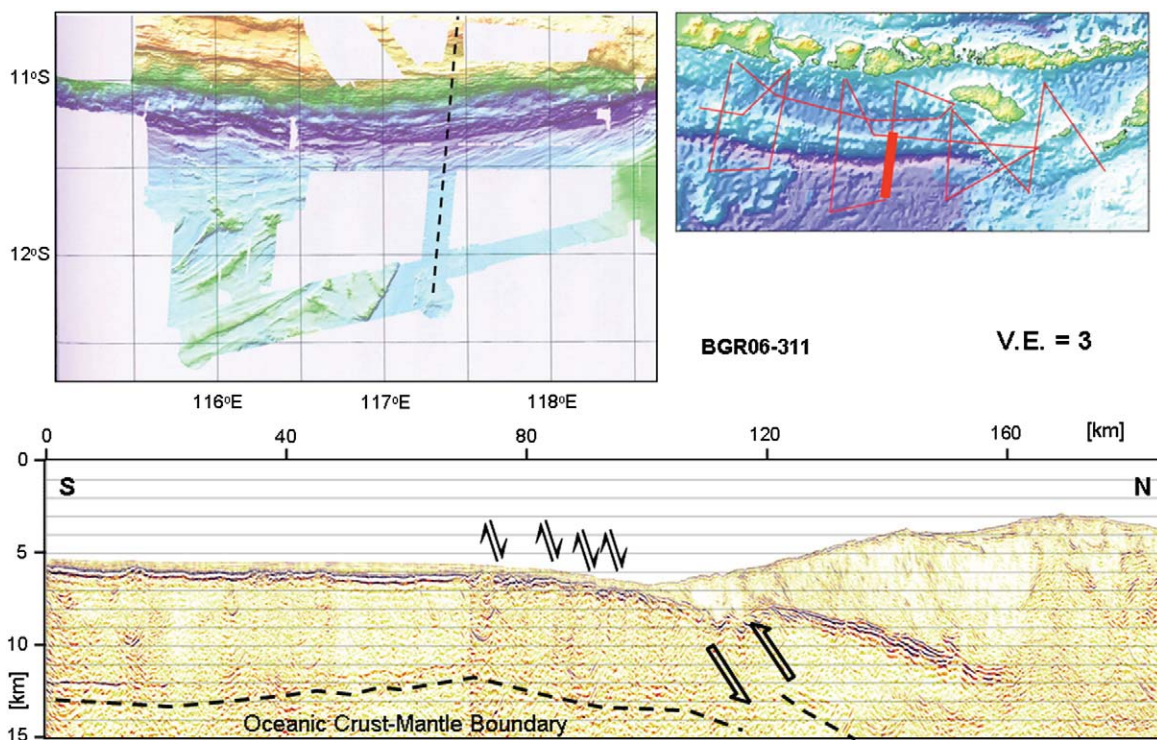 11°S
12°S
116°E 117°E 118°E
BGR06-311 V.E. = 3
0 40 80 120 160 [km]
0
S N
5
10
[km]
15
Oceanic Crust-Mantle Boundary